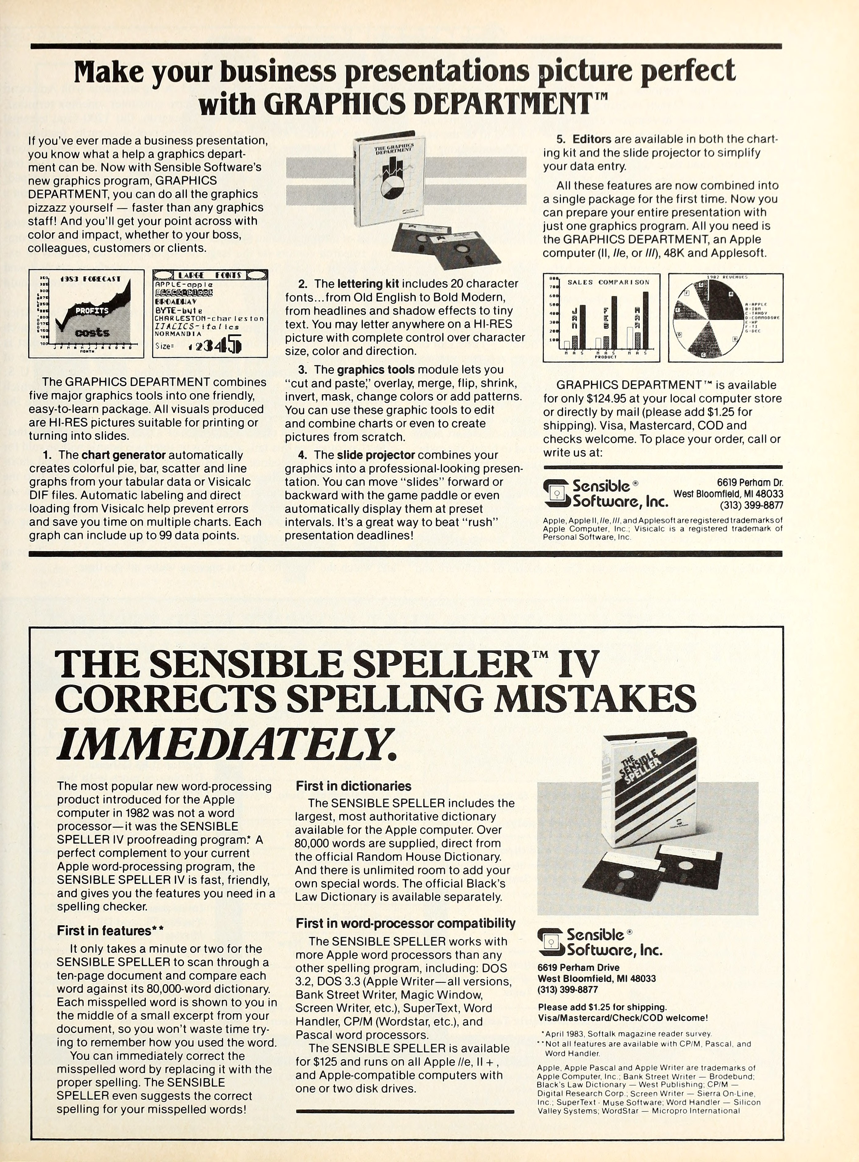 Make your business presentations picture perfect
with GRAPHICS DEPARTMENT™
If you've ever made a business presentation,
you know what a help a graphics depart-
ment can be. Now with Sensible Software's
new graphics program, GRAPHICS
DEPARTMENT, you can do all the graphics
pizzazz yourself — faster than any graphics
staff! And you'll get your point across with
color and impact, whether to your boss,
colleagues, customers or clients.
1983 FORECAST
PROFITS
costs
MONTH
LARGE FONTS
APPLE-apple
BROADWAY
BYTE-byte
CHARLESTON-charleston
ITALICS-italics
NORMANDIA
Size= 12345
The GRAPHICS DEPARTMENT combines
five major graphics tools into one friendly,
easy-to-learn package. All visuals produced
are HI-RES pictures suitable for printing or
turning into slides.
1. The chart generator automatically
creates colorful pie, bar, scatter and line
graphs from your tabular data or Visicalc
DIF files. Automatic labeling and direct
loading from Visicalc help prevent errors
and save you time on multiple charts. Each
graph can include up to 99 data points.
THE GRAPHICS
DEPARTMENT
2. The lettering kit includes 20 character
fonts...from Old English to Bold Modern,
from headlines and shadow effects to tiny
text. You may letter anywhere on a HI-RES
picture with complete control over character
size, color and direction.
3. The graphics tools module lets you
"cut and paste," overlay, merge, flip, shrink,
invert, mask, change colors or add patterns.
You can use these graphic tools to edit
and combine charts or even to create
pictures from scratch.
4. The slide projector combines your
graphics into a professional-looking presen-
tation. You can move "slides" forward or
backward with the game paddle or even
automatically display them at preset
intervals. It's a great way to beat "rush"
presentation deadlines!
5. Editors are available in both the chart-
ing kit and the slide projector to simplify
your data entry.
All these features are now combined into
a single package for the first time. Now you
can prepare your entire presentation with
just one graphics program. All you need is
the GRAPHICS DEPARTMENT, an Apple
computer (II, //e, or ///), 48K and Applesoft.
SALES COMPARISON
JAN
FEB
MAR
PRODUCT
1982 REVENUES
A-APPLE
B-IBM
C-TANDY
D-COMMODORE
E-HP
F-TI
G-DEC
GRAPHICS DEPARTMENT™ is available
for only $124.95 at your local computer store
or directly by mail (please add $1.25 for
shipping). Visa, Mastercard, COD and
checks welcome. To place your order, call or
write us at:
Sensible®
Software, Inc.
6619 Perham Dr.
West Bloomfield, MI 48033
(313) 399-8877
Apple, Apple II, //e, ///, and Applesoft are registered trademarks of
Apple Computer, Inc.; Visicalc is a registered trademark of
Personal Software, Inc.
THE SENSIBLE SPELLER™ IV
CORRECTS SPELLING MISTAKES
IMMEDIATELY.
The most popular new word-processing
product introduced for the Apple
computer in 1982 was not a word
processor—it was the SENSIBLE
SPELLER IV proofreading program.* A
perfect complement to your current
Apple word-processing program, the
SENSIBLE SPELLER IV is fast, friendly,
and gives you the features you need in a
spelling checker.
First in features**
It only takes a minute or two for the
SENSIBLE SPELLER to scan through a
ten-page document and compare each
word against its 80,000-word dictionary.
Each misspelled word is shown to you in
the middle of a small excerpt from your
document, so you won't waste time try-
ing to remember how you used the word.
You can immediately correct the
misspelled word by replacing it with the
proper spelling. The SENSIBLE
SPELLER even suggests the correct
spelling for your misspelled words!
First in dictionaries
The SENSIBLE SPELLER includes the
largest, most authoritative dictionary
available for the Apple computer. Over
80,000 words are supplied, direct from
the official Random House Dictionary.
And there is unlimited room to add your
own special words. The official Black's
Law Dictionary is available separately.
First in word-processor compatibility
The SENSIBLE SPELLER works with
more Apple word processors than any
other spelling program, including: DOS
3.2, DOS 3.3 (Apple Writer—all versions,
Bank Street Writer, Magic Window,
Screen Writer, etc.), SuperText, Word
Handler, CP/M (Wordstar, etc.), and
Pascal word processors.
The SENSIBLE SPELLER is available
for $125 and runs on all Apple //e, II +,
and Apple-compatible computers with
one or two disk drives.
THE
SENSIBLE
SPELLER
Sensible®
Software, Inc.
6619 Perham Drive
West Bloomfield, MI 48033
(313) 399-8877
Please add $1.25 for shipping.
Visa/Mastercard/Check/COD welcome!
*April 1983, Softalk magazine reader survey.
**Not all features are available with CP/M, Pascal, and
Word Handler.
Apple, Apple Pascal and Apple Writer are trademarks of
Apple Computer, Inc.; Bank Street Writer — Brodebund;
Black's Law Dictionary — West Publishing; CP/M —
Digital Research Corp.; Screen Writer — Sierra On-Line,
Inc.; SuperText - Muse Software; Word Handler — Silicon
Valley Systems; WordStar — Micropro International